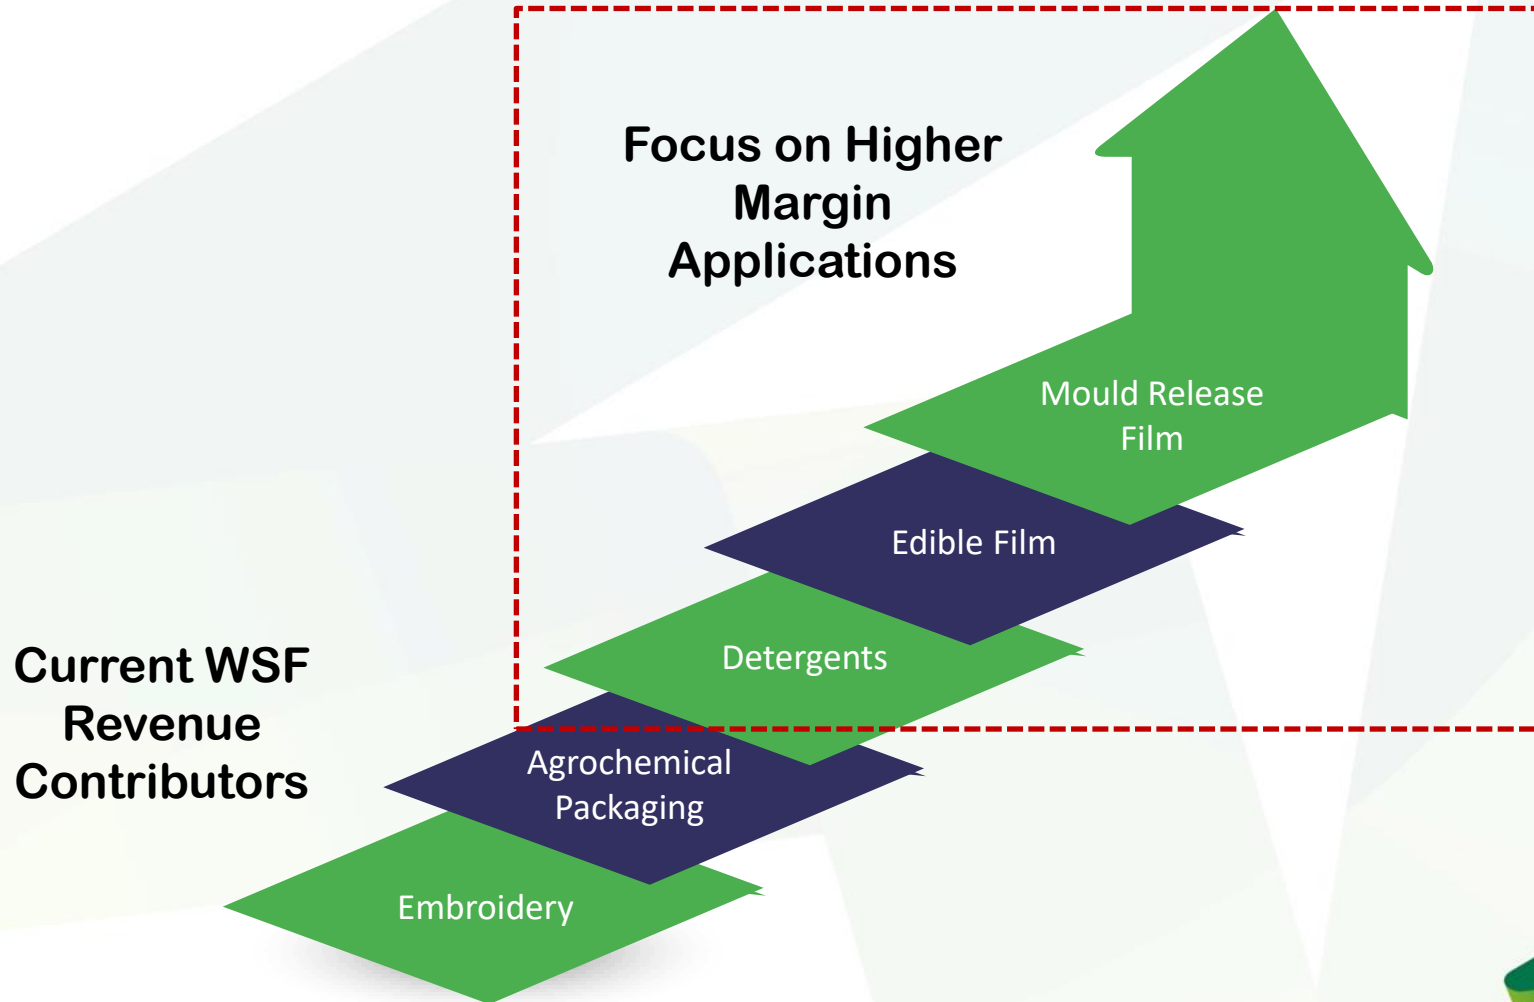 Focus on Higher
Margin
Applications
Mould Release
Film
Edible Film
Detergents
Current WSF
Revenue
Contributors
Agrochemical
Packaging
Embroidery